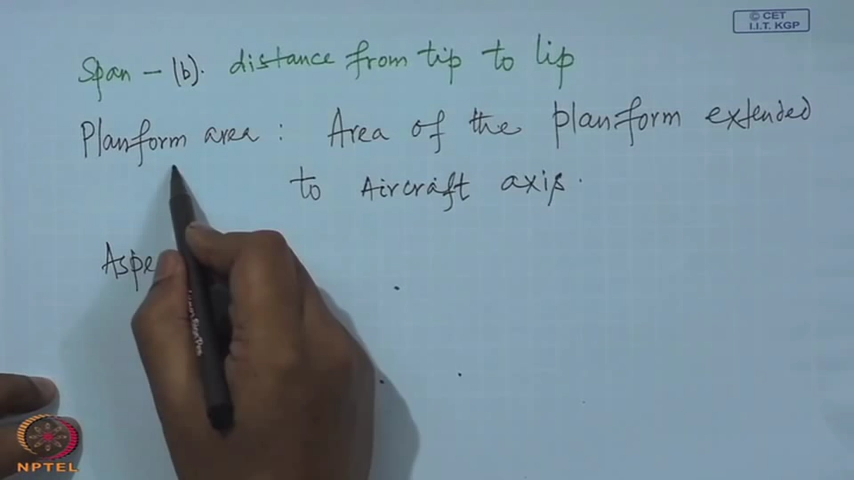 © CET
I.I.T. KGP
Span - (b). distance from tip to lip
Planform area : Area of the planform extended
to Aircraft axis.
Aspe
NPTEL